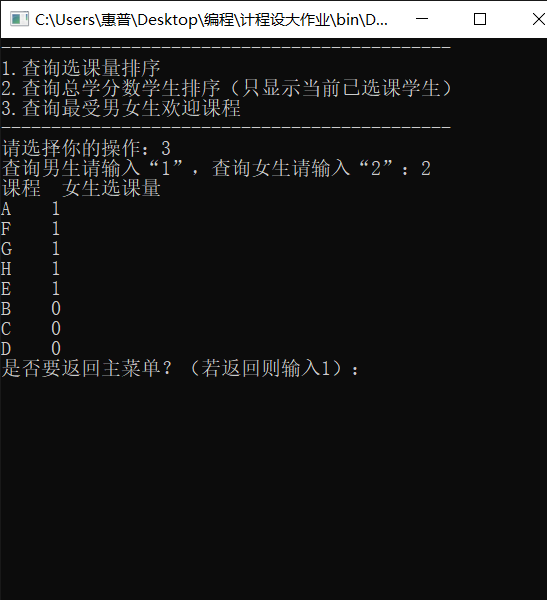 C:\Users\惠普\Desktop\编程\计程设大作业\bin\D...
---------------------------------------------
1.查询选课量排序
2.查询总学分数学生排序（只显示当前已选课学生）
3.查询最受男女生欢迎课程
---------------------------------------------
请选择你的操作：3
查询男生请输入“1”，查询女生请输入“2”：2
课程  女生选课量
A    1
F    1
G    1
H    1
E    1
B    0
C    0
D    0
是否要返回主菜单？（若返回则输入1）：